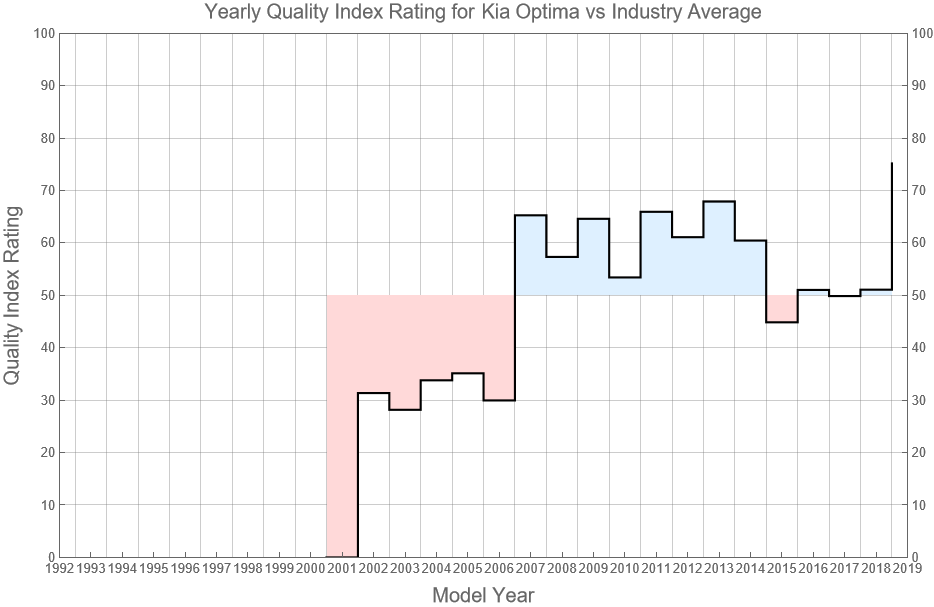 Yearly Quality Index Rating for Kia Optima vs Industry Average
100 100
90 90
80 80
70 70
60 60
50 50
40 40
30 30
20 20
10 10
0 0
Quality Index Rating
1992 1993 1994 1995 1996 1997 1998 1999 2000 2001 2002 2003 2004 2005 2006 2007 2008 2009 2010 2011 2012 2013 2014 2015 2016 2017 2018 2019
Model Year